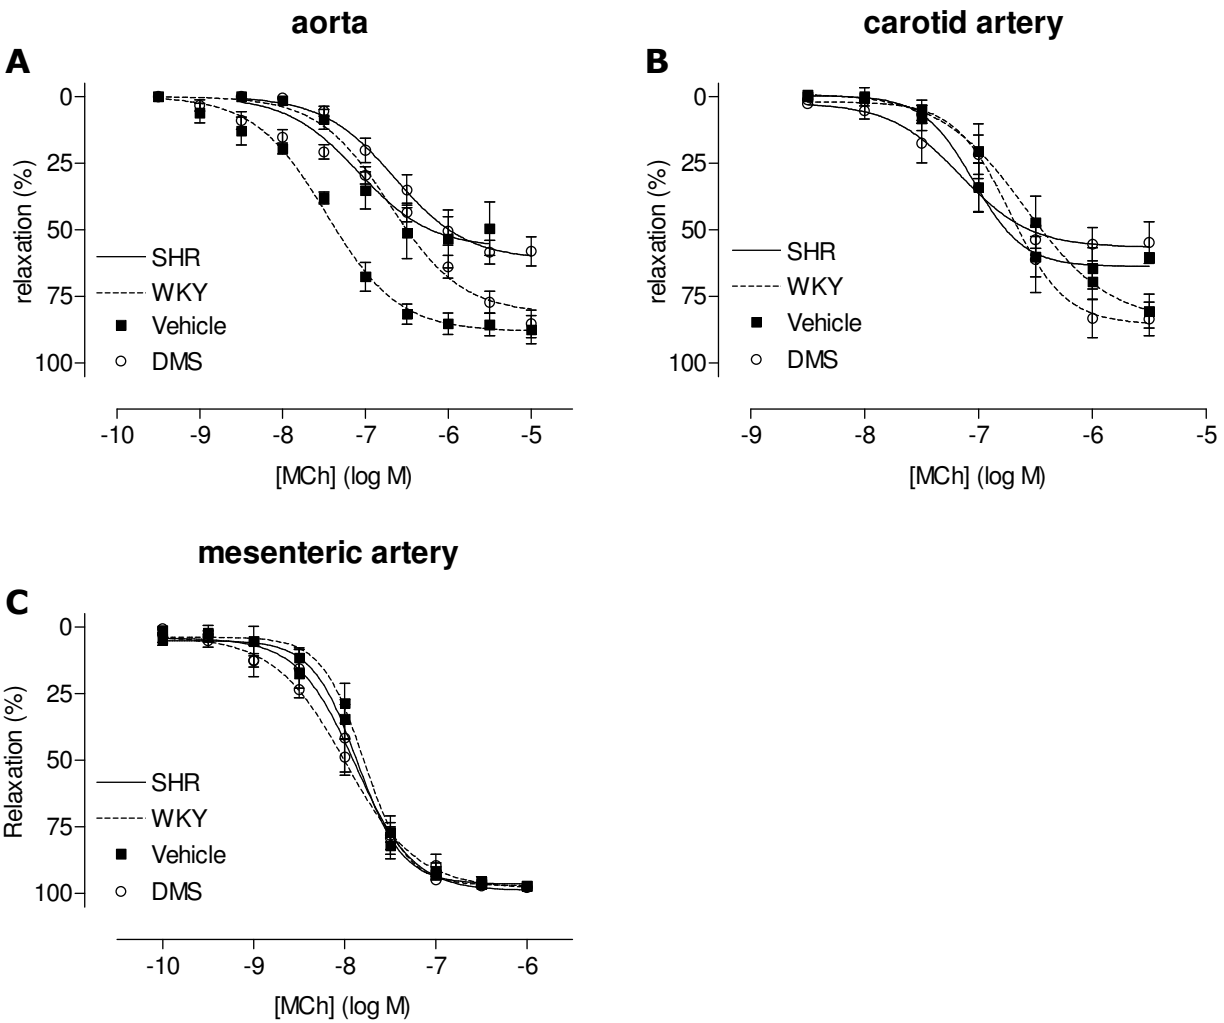 aorta
A
0
25
50
75
100
relaxation (%)
SHR
WKY
Vehicle
DMS
-10 -9 -8 -7 -6 -5
[MCh] (log M)
carotid artery
B
0
25
50
75
100
relaxation (%)
SHR
WKY
Vehicle
DMS
-9 -8 -7 -6 -5
[MCh] (log M)
mesenteric artery
C
0
25
50
75
100
Relaxation (%)
SHR
WKY
Vehicle
DMS
-10 -9 -8 -7 -6
[MCh] (log M)